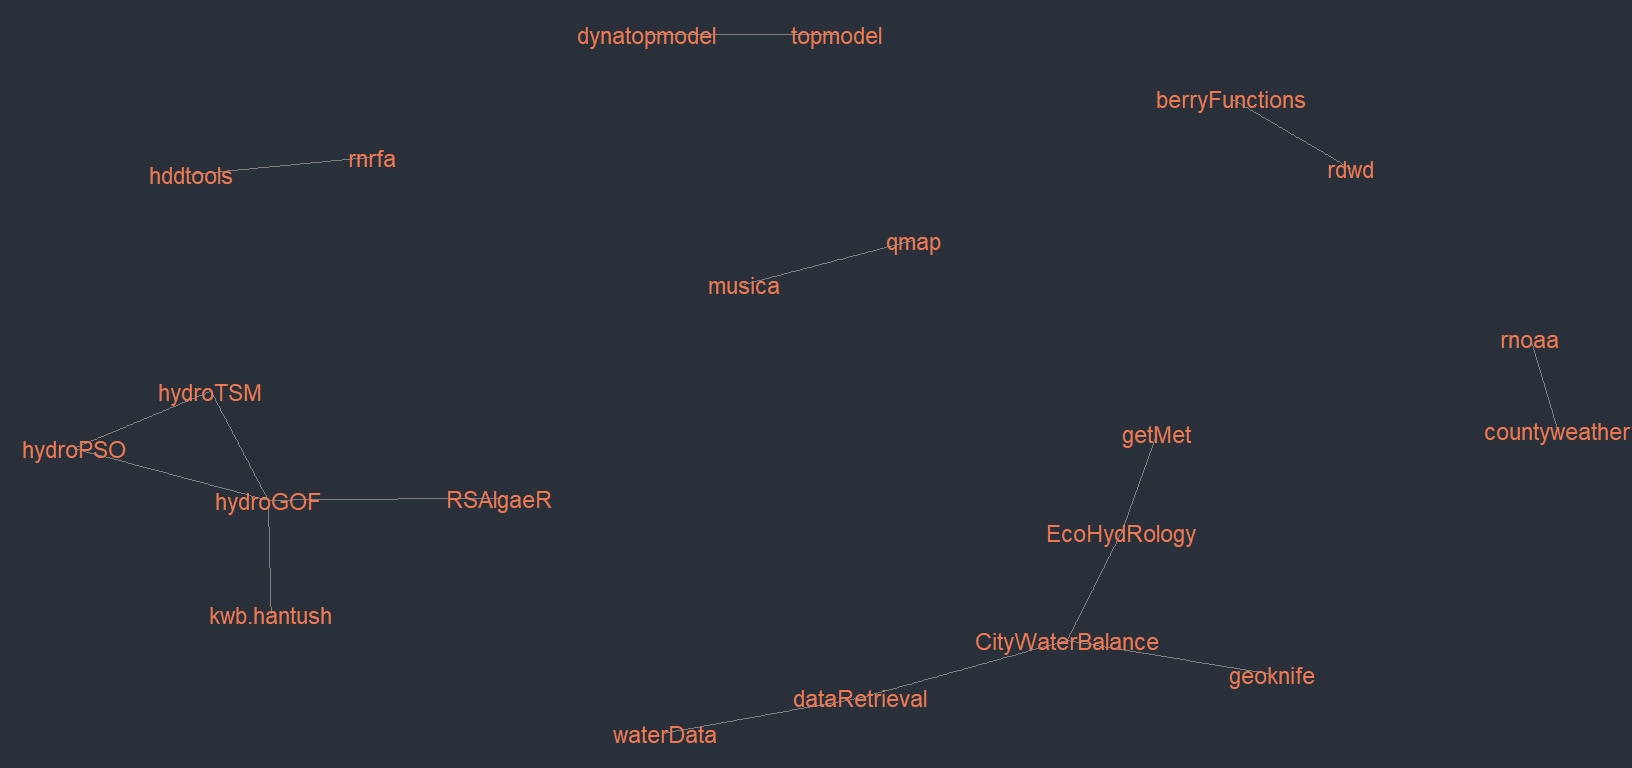 dynatopmodel
topmodel
berryFunctions
rnrfa
hddtools
rdwd
qmap
musica
rnoaa
hydroTSM
countyweather
getMet
hydroPSO
hydroGOF
RSAlgaeR
EcoHydRology
kwb.hantush
CityWaterBalance
geoknife
dataRetrieval
waterData